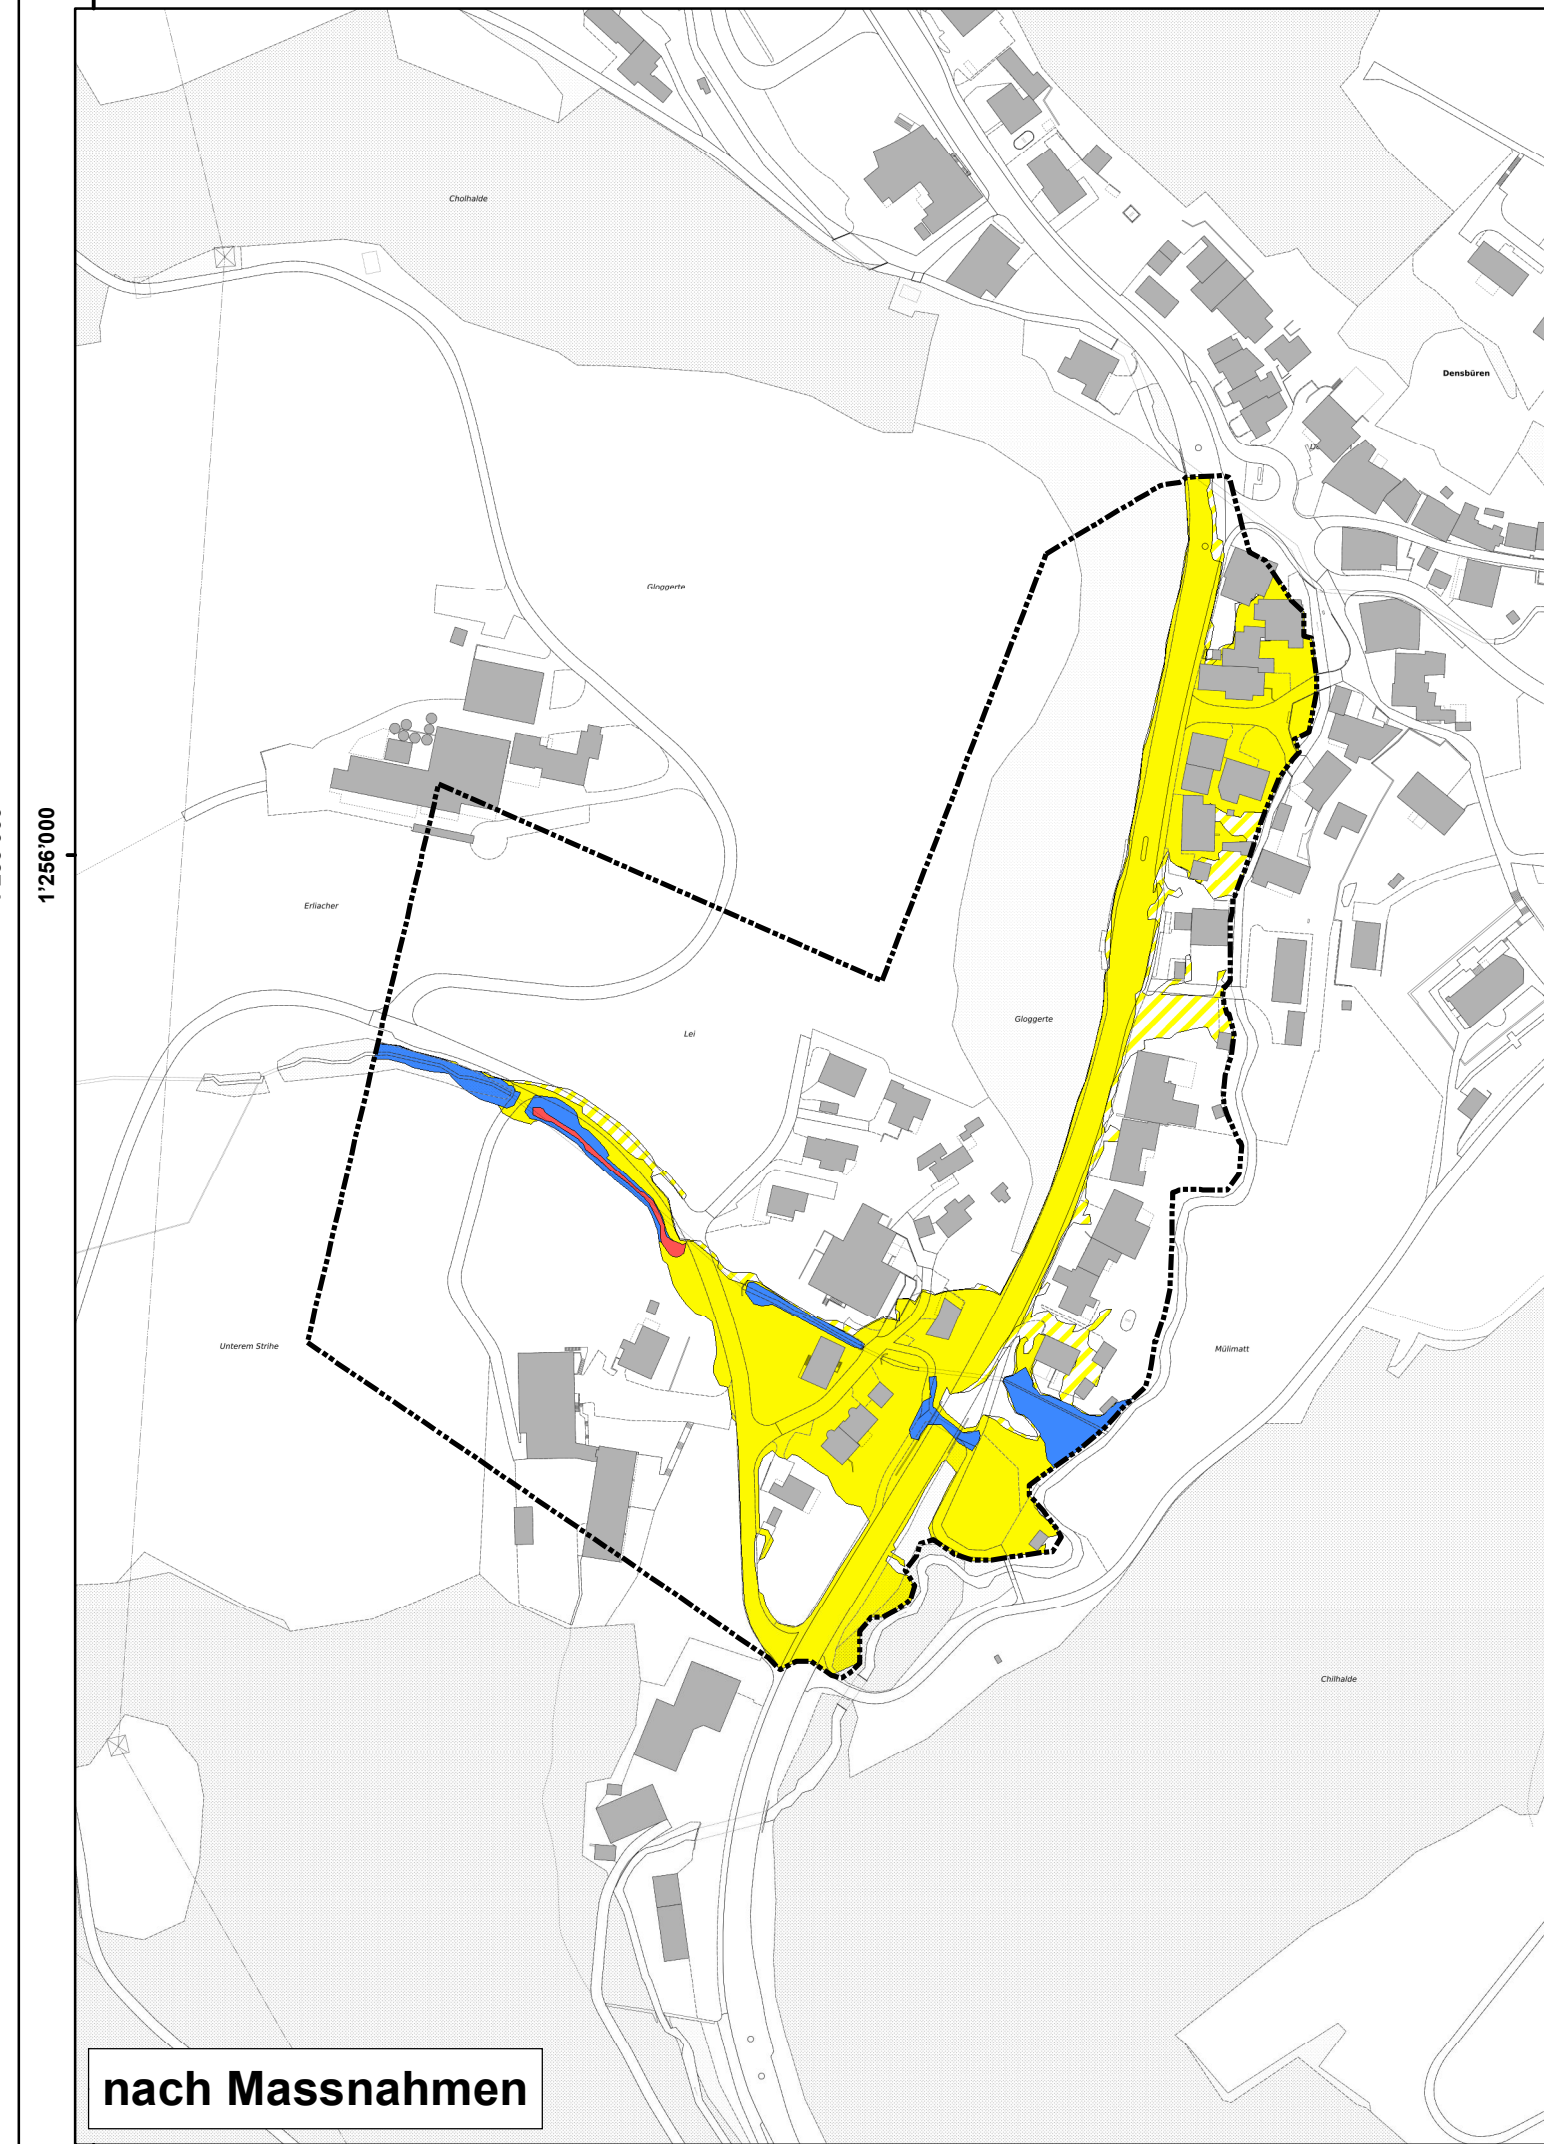 Cholhalde
Densbüren
Gloggerte
1'256'000
Erliacher
Gloggerte
Lei
Unterem Strihe
Mülimatt
Chilhalde
nach Massnahmen